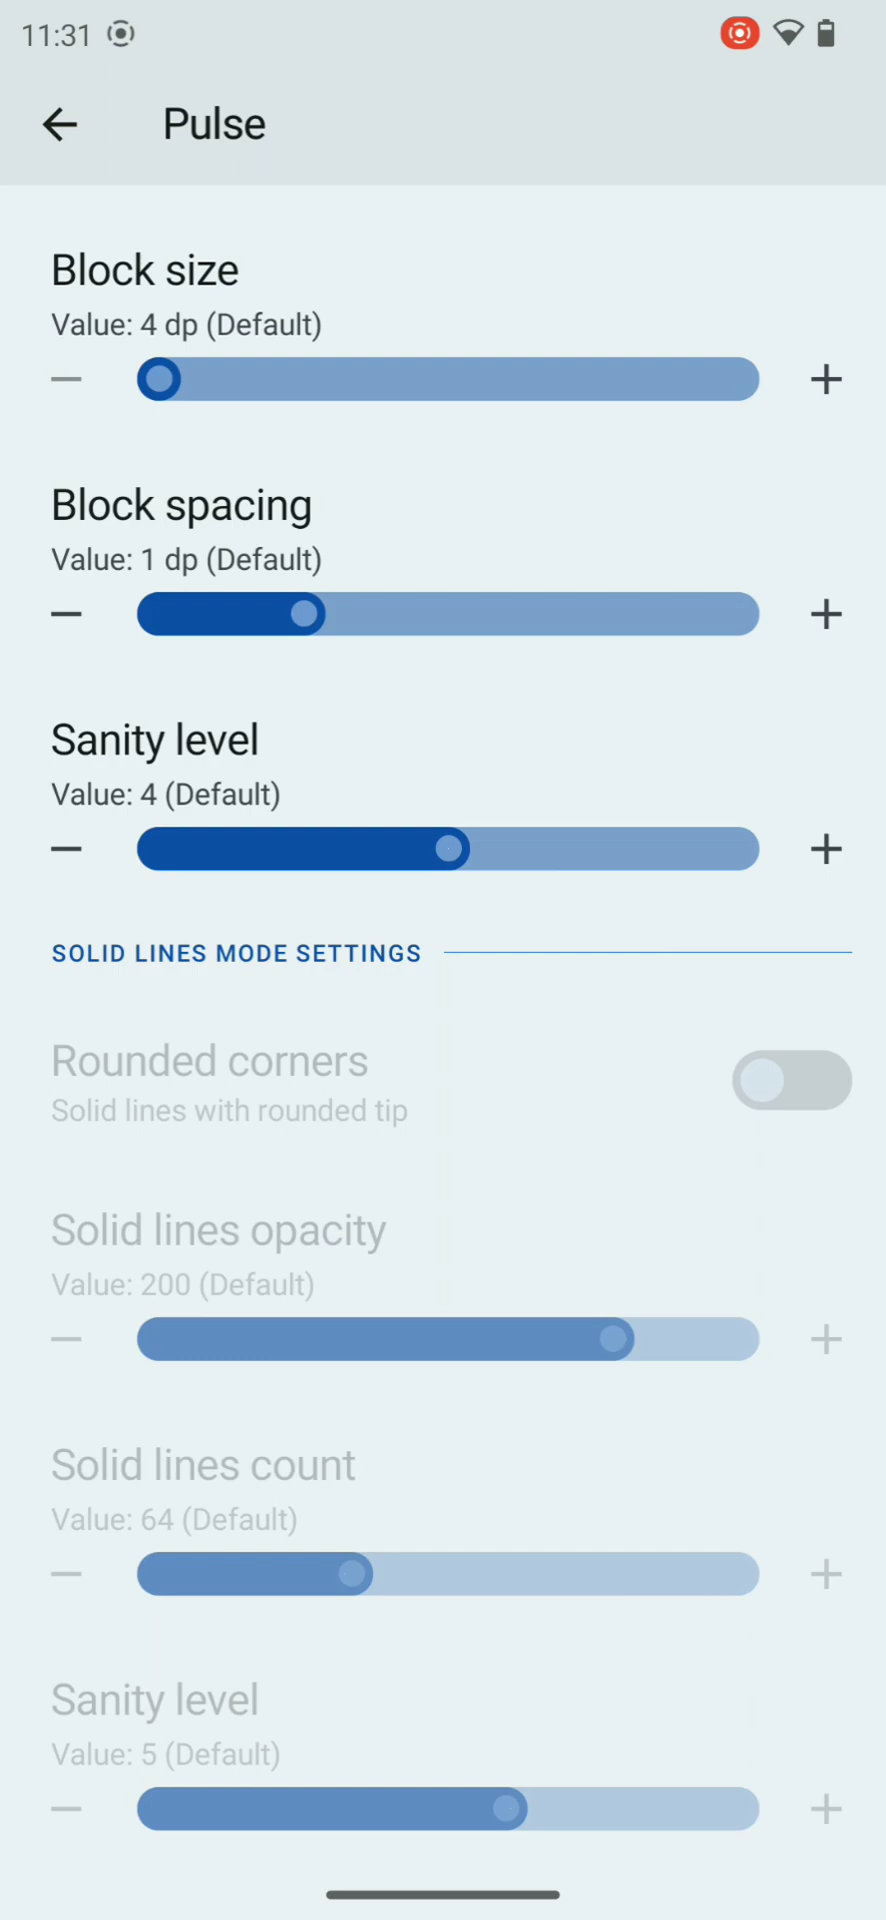 11:31
Pulse
Block size
Value: 4 dp (Default)
Block spacing
Value: 1 dp (Default)
Sanity level
Value: 4 (Default)
SOLID LINES MODE SETTINGS
Rounded corners
Solid lines with rounded tip
Solid lines opacity
Value: 200 (Default)
Solid lines count
Value: 64 (Default)
Sanity level
Value: 5 (Default)